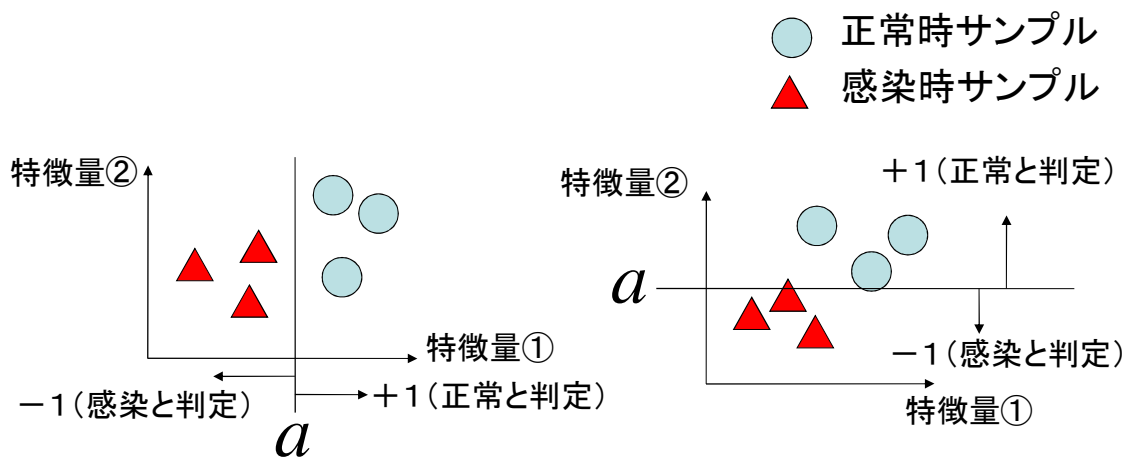 正常時サンプル
感染時サンプル
特徴量②
特徴量①
－１(感染と判定)
＋１(正常と判定)
a
特徴量②
＋１(正常と判定)
a
－１(感染と判定)
特徴量①